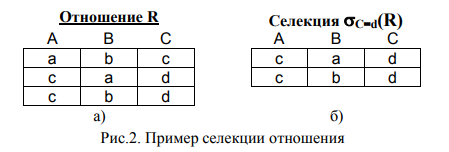 Отношение R Селекция σC=d(R)
A B C A B C
a b c c a d
c a d c b d
c b d
а) б)
Рис.2. Пример селекции отношения